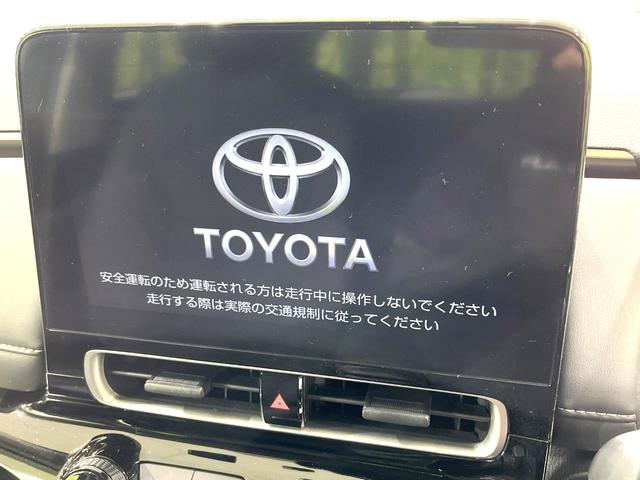 TOYOTA
安全運転のため運転される方は走行中に操作しないでください
走行する際は実際の交通規制に従ってください